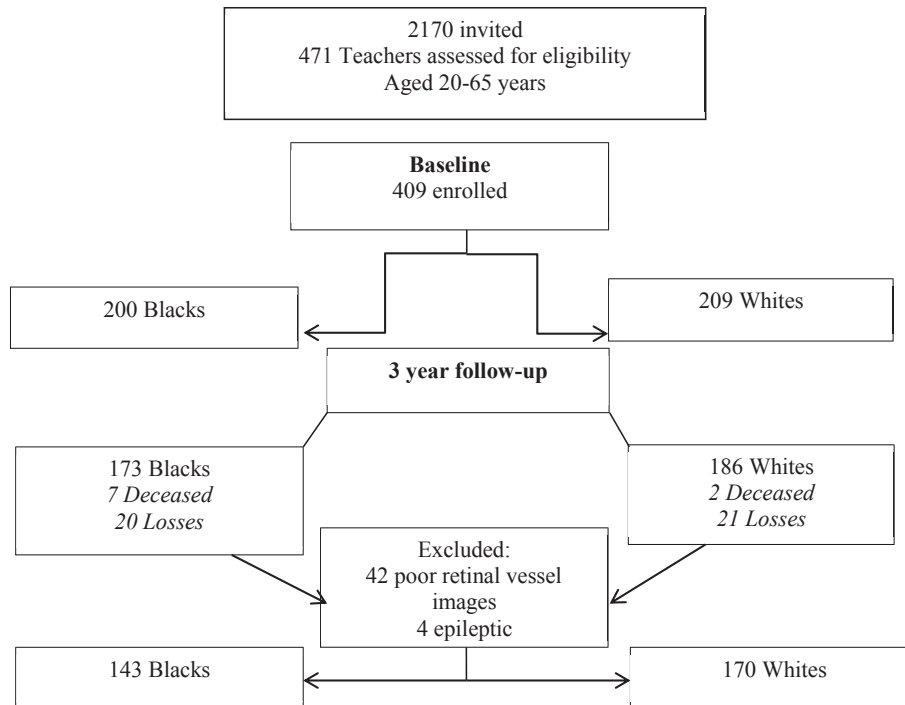 2170 invited
471 Teachers assessed for eligibility
Aged 20-65 years
Baseline
409 enrolled
200 Blacks
209 Whites
3 year follow-up
173 Blacks
7 Deceased
20 Losses
186 Whites
2 Deceased
21 Losses
Excluded:
42 poor retinal vessel
images
4 epileptic
143 Blacks
170 Whites